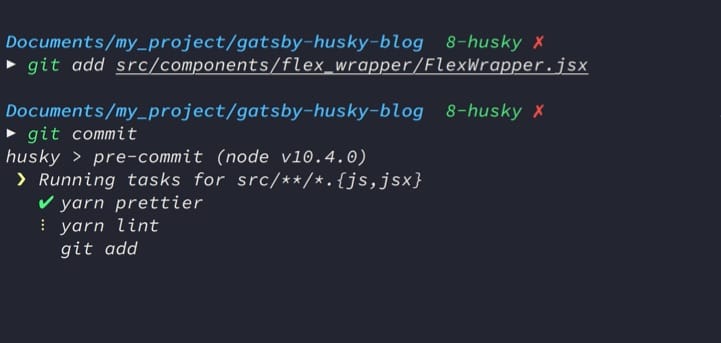 Documents/my_project/gatsby-husky-blog 8-husky ✗
▶ git add src/components/flex_wrapper/FlexWrapper.jsx
Documents/my_project/gatsby-husky-blog 8-husky ✗
▶ git commit
husky > pre-commit (node v10.4.0)
❯ Running tasks for src/**/*.{js,jsx}
✔ yarn prettier
⠸ yarn lint
git add